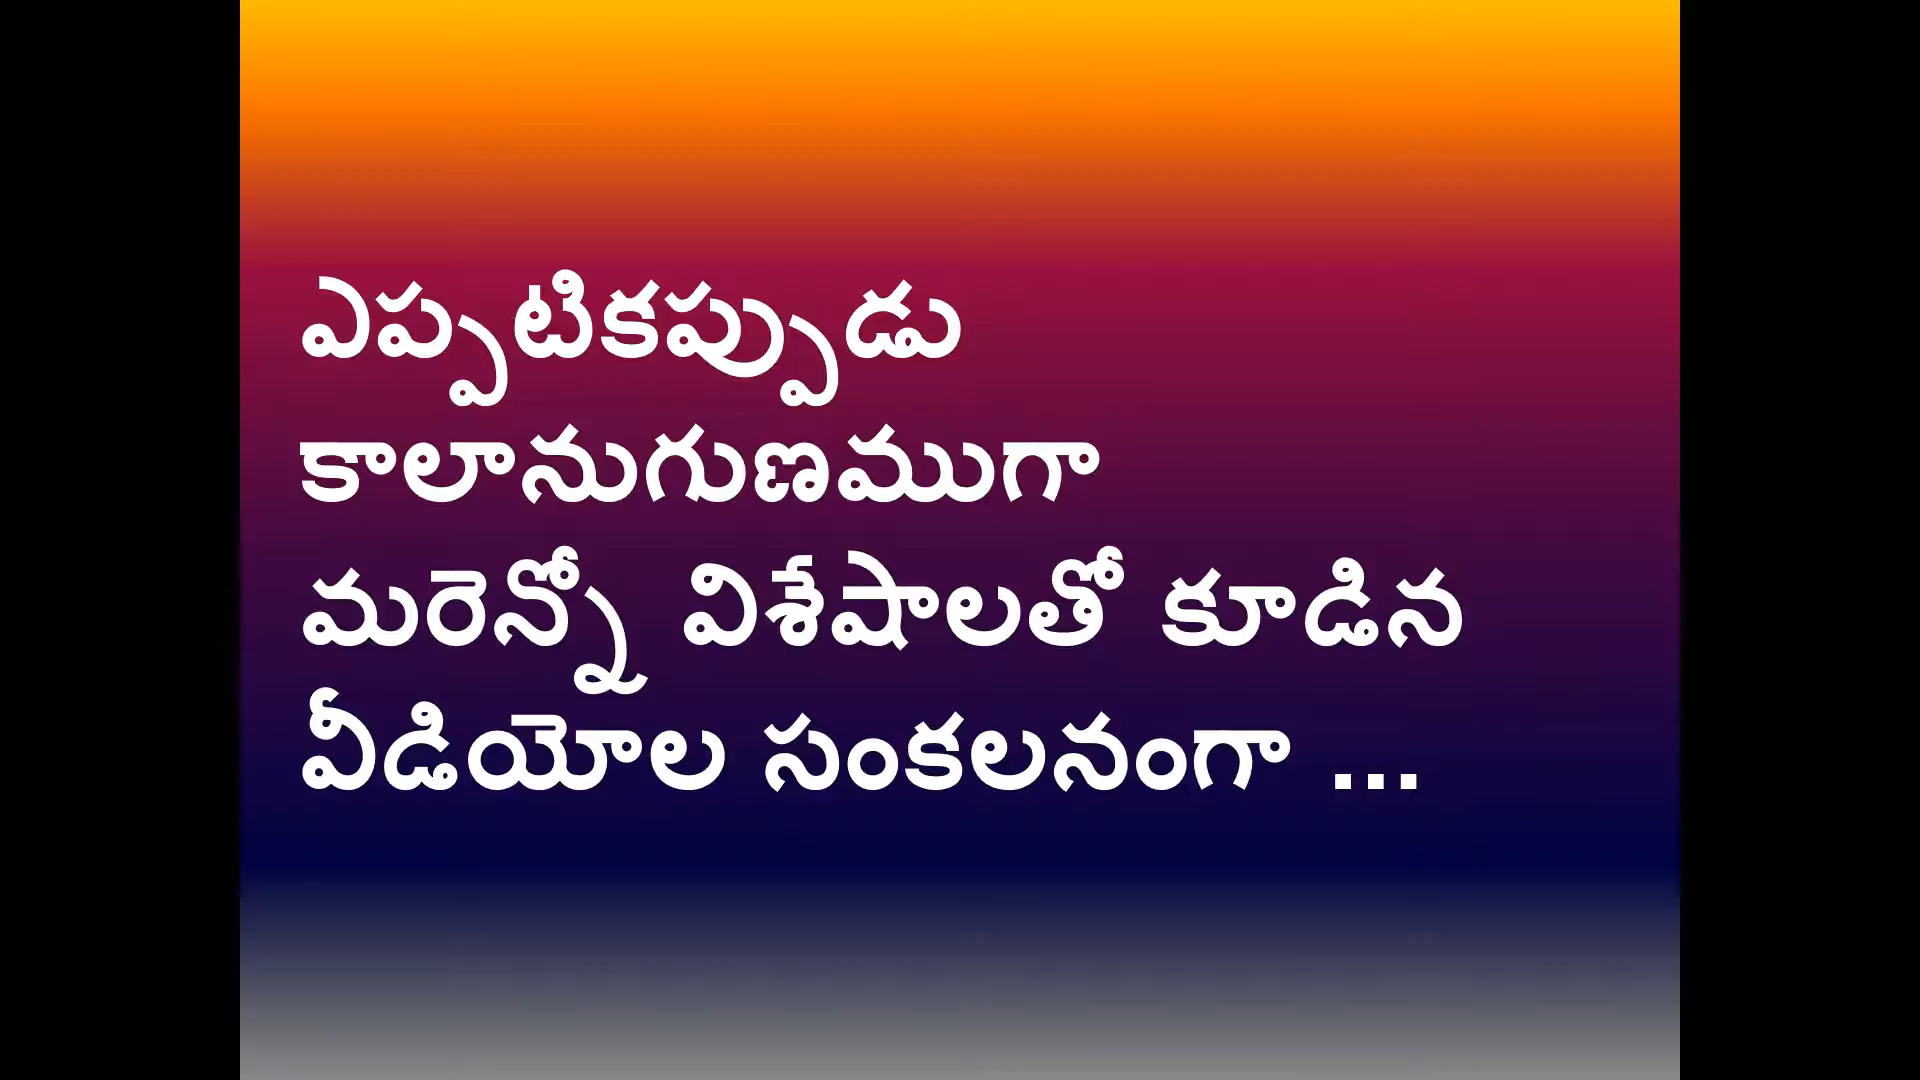 ఎప్పటికప్పుడు
కాలానుగుణముగా
మరెన్నో విశేషాలతో కూడిన
వీడియోల సంకలనంగా ...